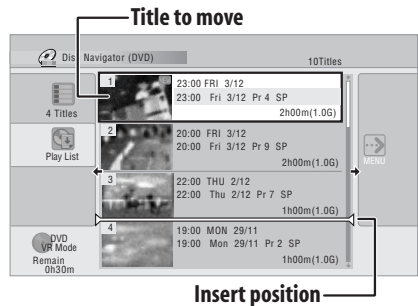 Title to move
Disc Navigator (DVD)
10Titles
4 Titles
Play List
DVD
VR Mode
Remain
0h30m
1
23:00 FRI 3/12
23:00 Fri 3/12 Pr 4 SP
2h00m(1.0G)
2
20:00 FRI 3/12
20:00 Fri 3/12 Pr 9 SP
2h00m(1.0G)
3
22:00 THU 2/12
22:00 Thu 2/12 Pr 7 SP
1h00m(1.0G)
4
19:00 MON 29/11
19:00 Mon 29/11 Pr 2 SP
1h00m(1.0G)
MENU
Insert position